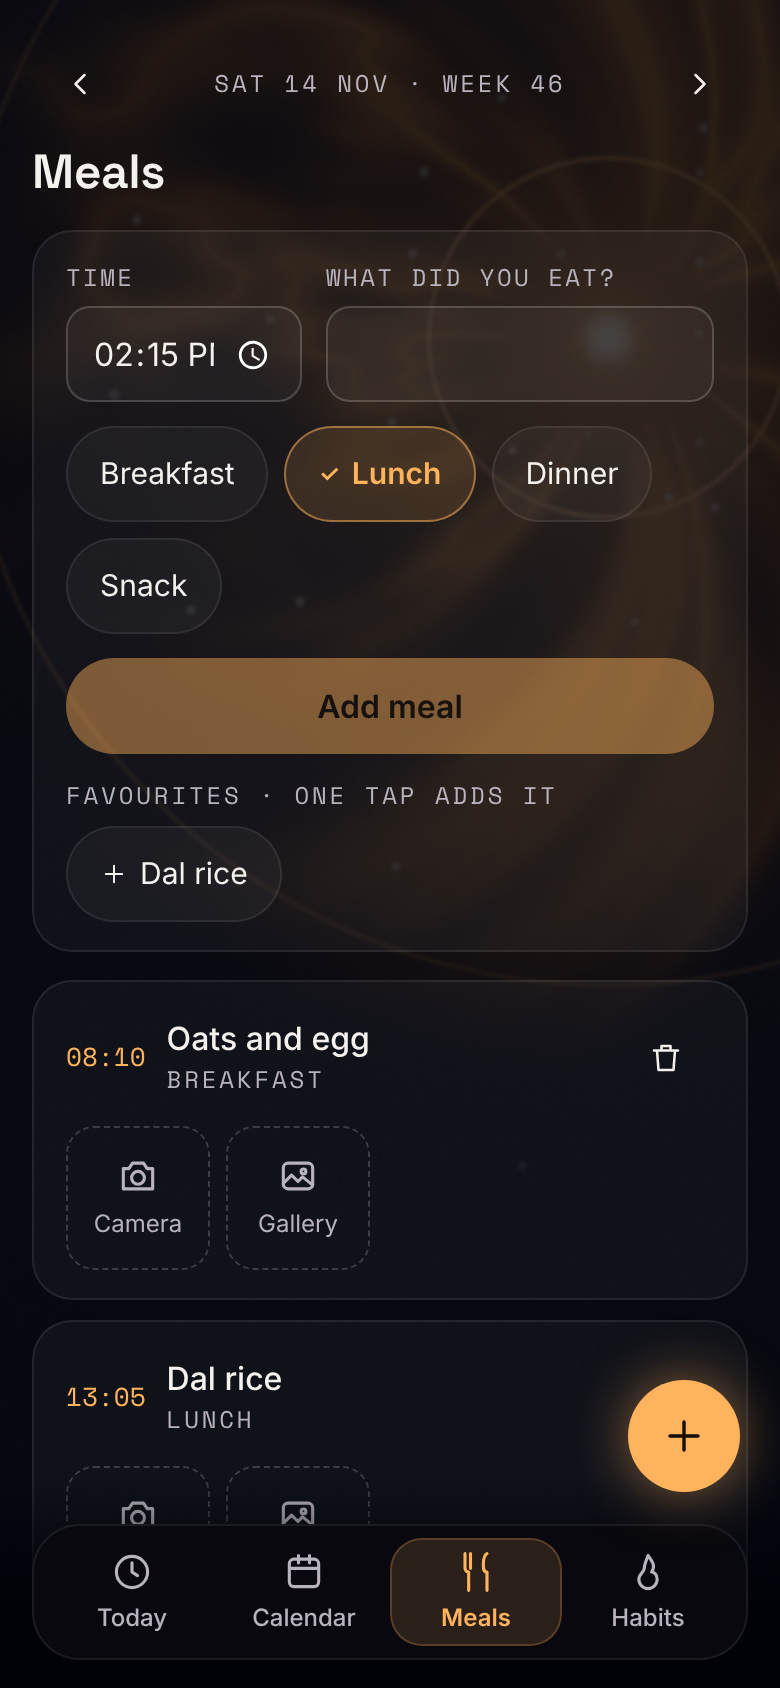 SAT 14 NOV · WEEK 46
Meals
TIME
WHAT DID YOU EAT?
02:15
Breakfast
Lunch
Dinner
Snack
Add meal
FAVOURITES · ONE TAP ADDS IT
+ Dal rice
08:10
Oats and egg
BREAKFAST
Camera
Gallery
13:05
Dal rice
LUNCH
Today
Calendar
Meals
Habits